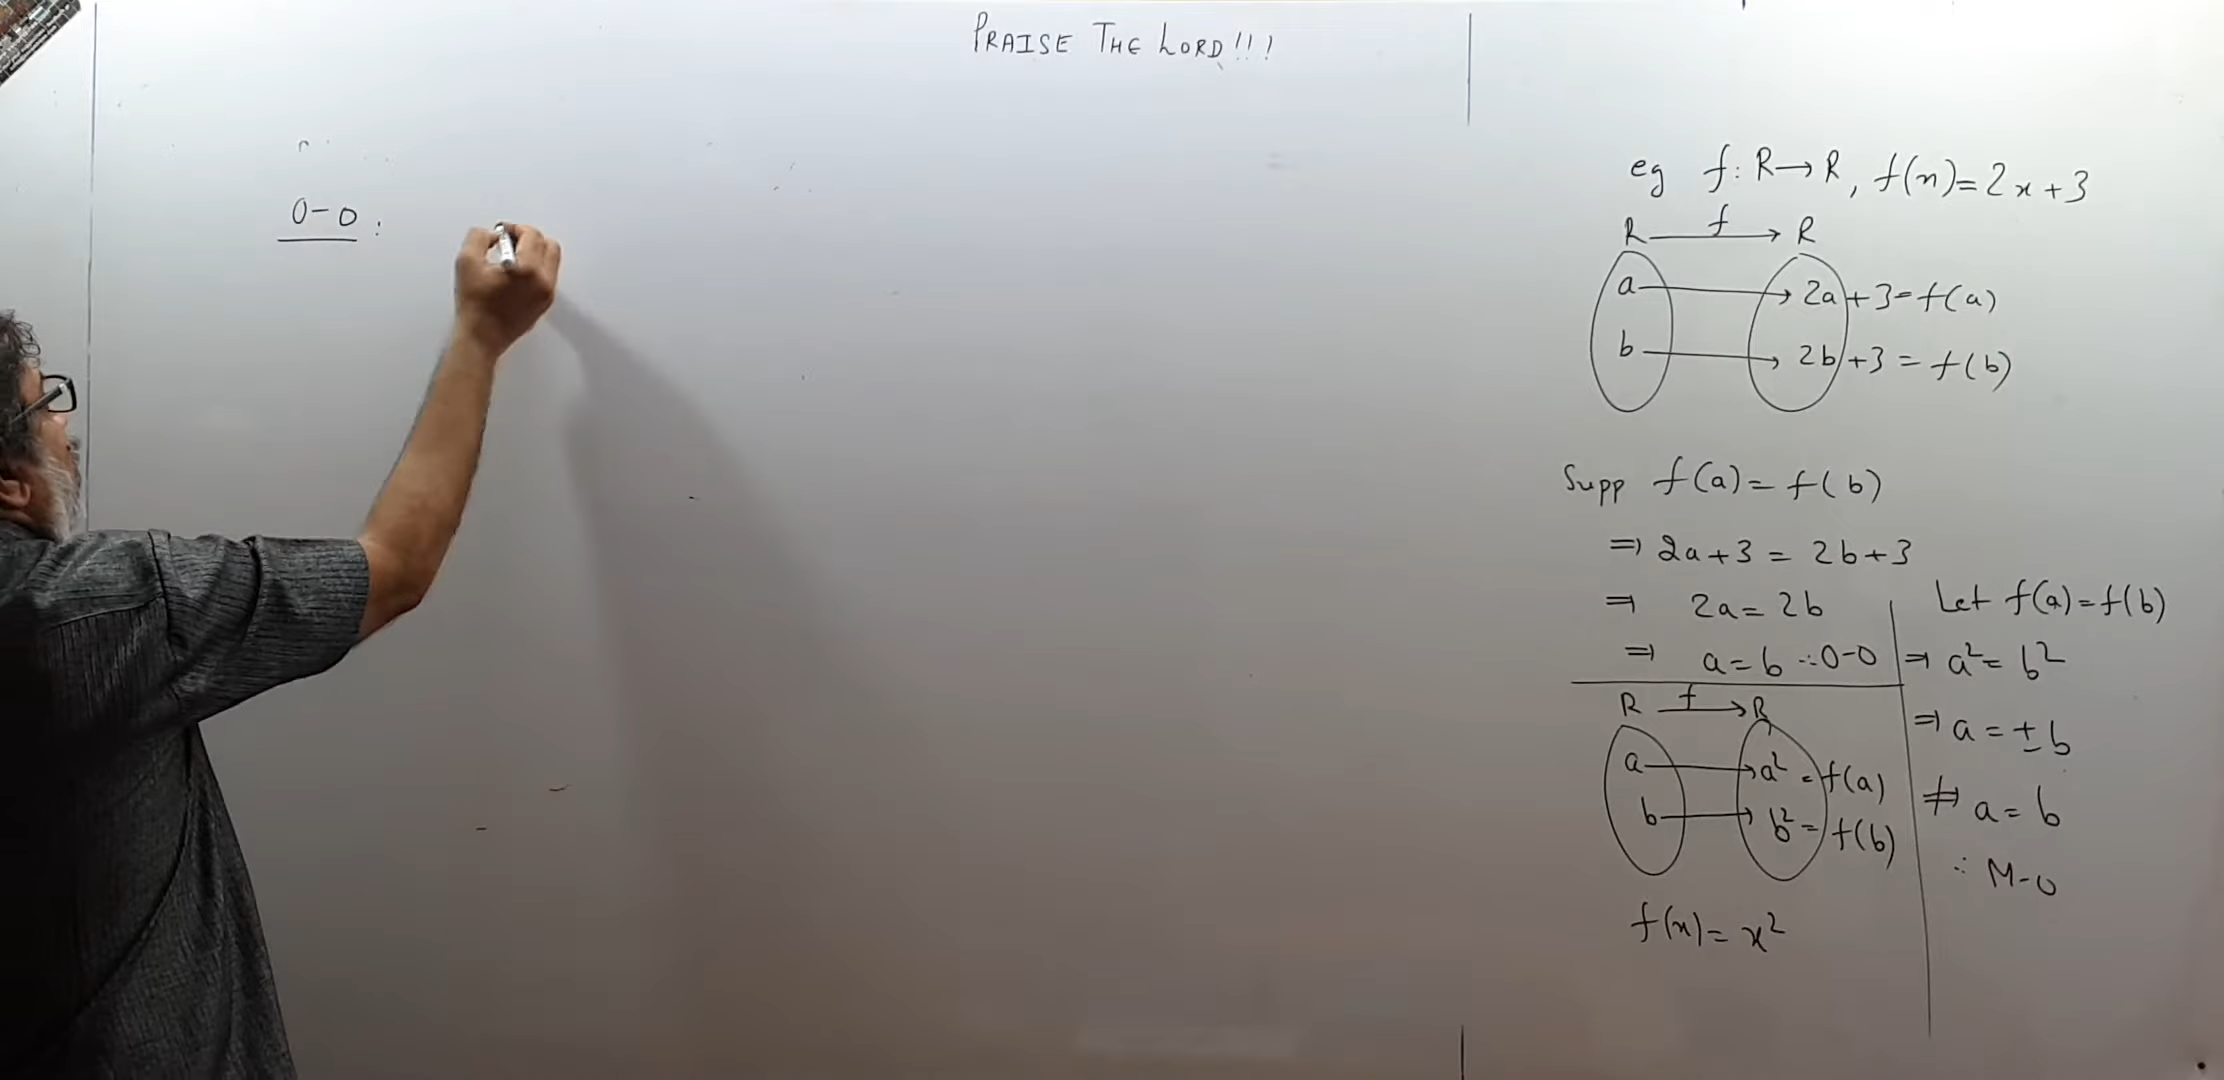 PRAISE THE LORD!!!
O-O:
eg f: R→R, f(x)=2x+3
R f→ R
a → 2a+3=f(a)
b → 2b+3=f(b)
Supp f(a)=f(b)
⇒ 2a+3=2b+3
⇒ 2a=2b
⇒ a=b ∴O-O
R f→ R
a → a²=f(a)
b → b²=f(b)
f(x)=x²
Let f(a)=f(b)
⇒ a²=b²
⇒ a=±b
⇏ a=b
∴ M-O